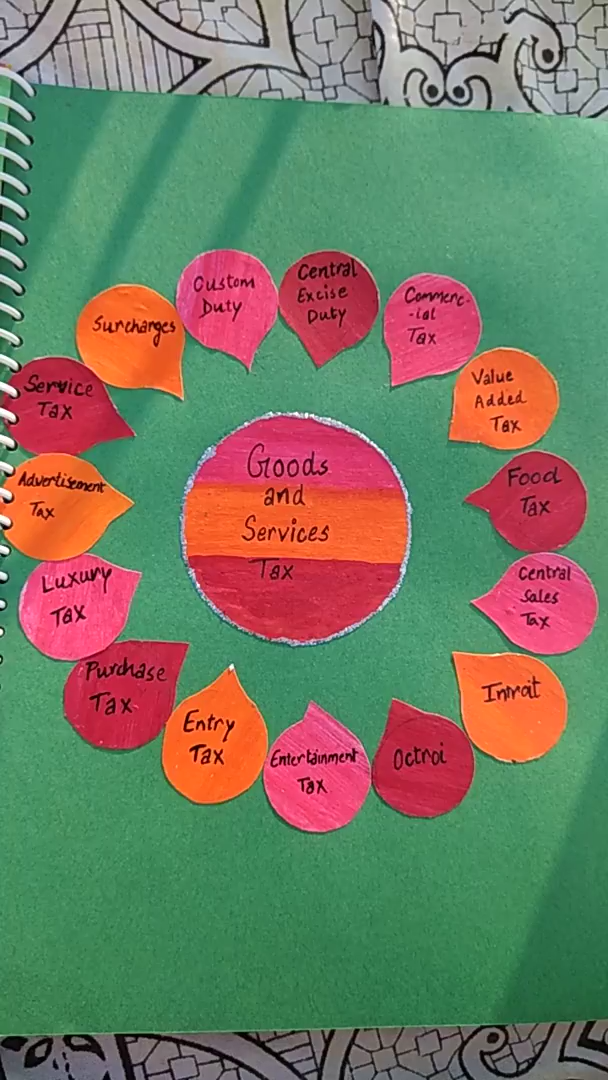 Goods
and
Services
Tax
Central
Excise
Duty
Commerc-
-ial
Tax
Value
Added
Tax
Food
Tax
Central
Sales
Tax
Octroi
Entertainment
Tax
Entry
Tax
Purchase
Tax
Luxury
Tax
Advertisement
Tax
Service
Tax
Surcharges
Custom
Duty